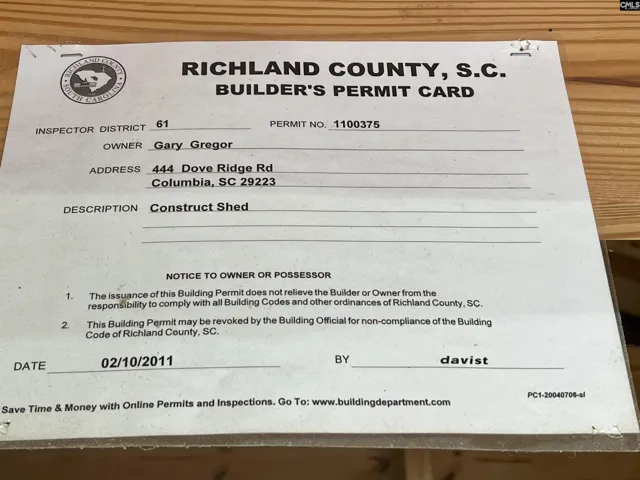 CMLS
RICHLAND COUNTY
SOUTH CAROLINA
RICHLAND COUNTY, S.C.
BUILDER'S PERMIT CARD
INSPECTOR DISTRICT 61 PERMIT NO. 1100375
OWNER Gary Gregor
ADDRESS 444 Dove Ridge Rd
Columbia, SC 29223
DESCRIPTION Construct Shed
NOTICE TO OWNER OR POSSESSOR
1. The issuance of this Building Permit does not relieve the Builder or Owner from the
responsibility to comply with all Building Codes and other ordinances of Richland County, SC.
2. This Building Permit may be revoked by the Building Official for non-compliance of the Building
Code of Richland County, SC.
DATE 02/10/2011 BY davist
PC1-20040706-sl
Save Time & Money with Online Permits and Inspections. Go To: www.buildingdepartment.com